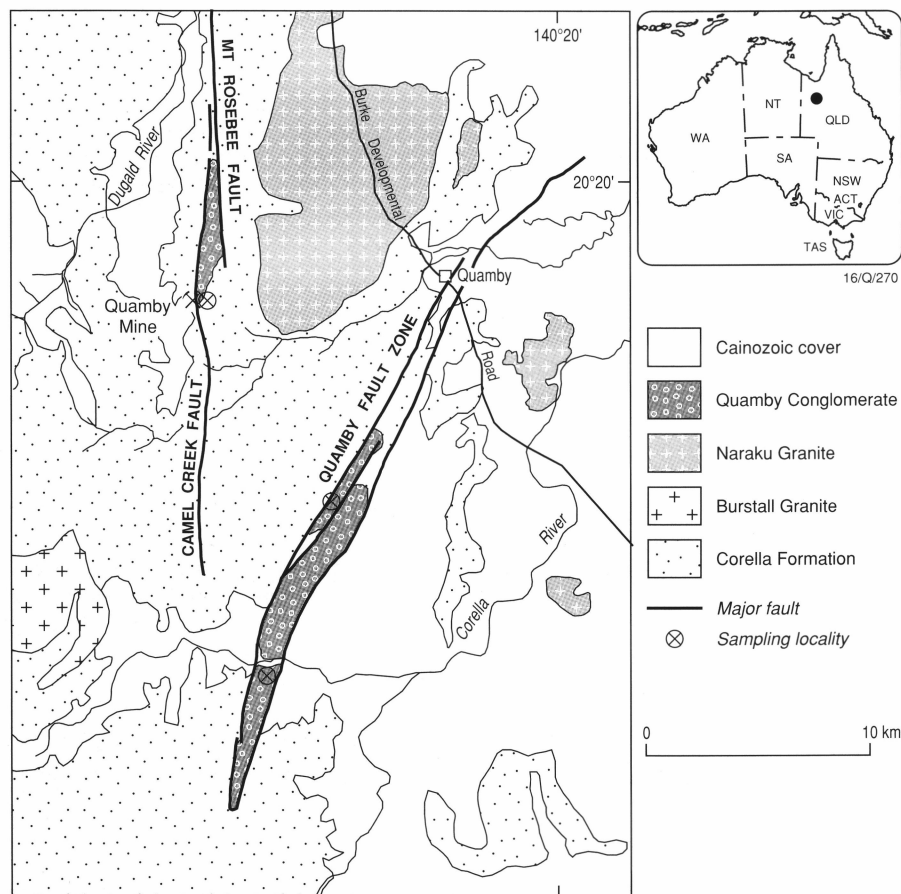 140°20'
20°20'
MT ROSEBEE FAULT
Dugald River
Burke
Developmental
Road
Quamby
Quamby
Mine
CAMEL CREEK FAULT
QUAMBY FAULT ZONE
River
Corella
WA
NT
QLD
SA
NSW
ACT
VIC
TAS
16/Q/270
Cainozoic cover
Quamby Conglomerate
Naraku Granite
Burstall Granite
Corella Formation
Major fault
Sampling locality
0 10 km